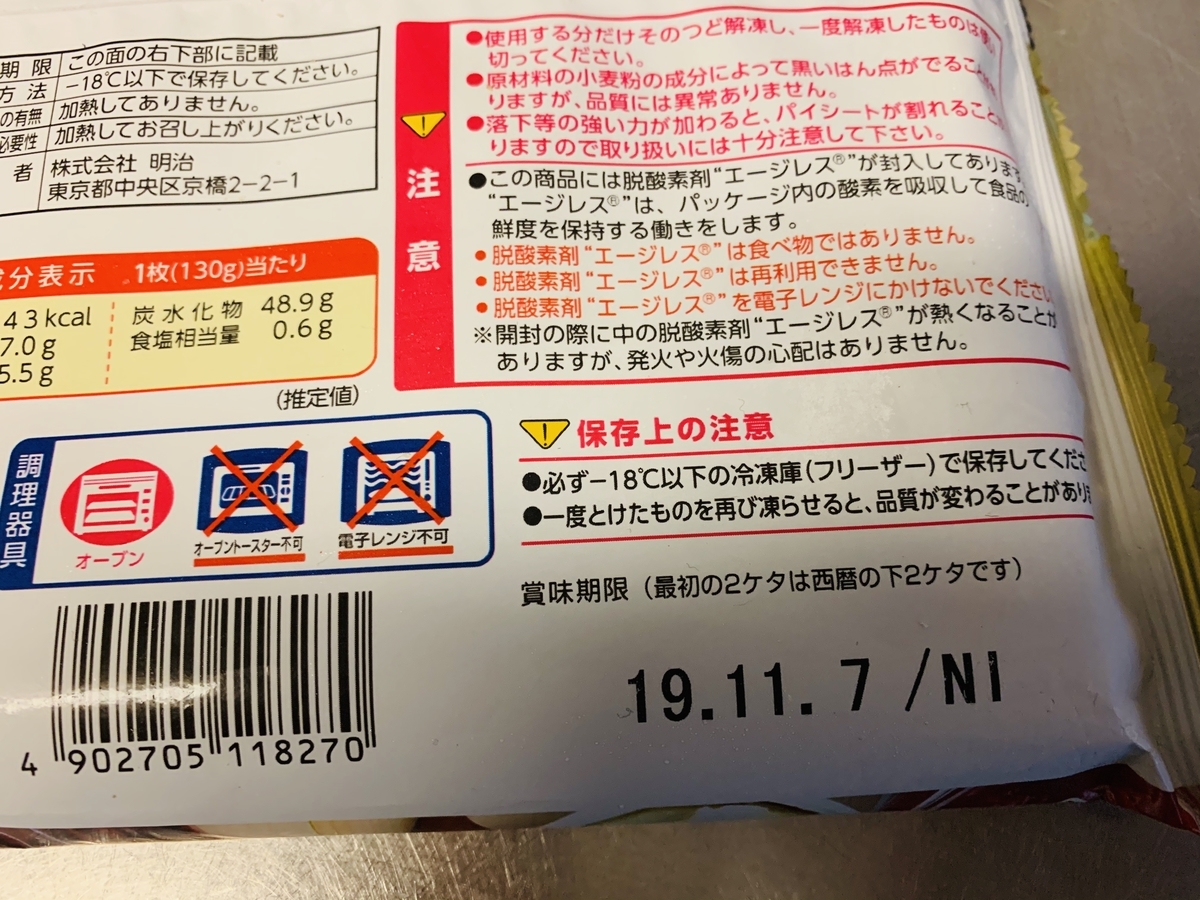 期限 この面の右下部に記載
方法 −18℃以下で保存してください。
の有無 加熱してありません。
必要性 加熱してお召し上がりください。
者 株式会社 明治
東京都中央区京橋2−2−1
成分表示 1枚(130g)当たり
43kcal 炭水化物 48.9g
7.0g 食塩相当量 0.6g
5.5g
(推定値)
注意
●使用する分だけそのつど解凍し、一度解凍したものは使い
切ってください。
●原材料の小麦粉の成分によって黒いはん点がでるこ
りますが、品質には異常ありません。
●落下等の強い力が加わると、パイシートが割れること
りますので取り扱いには十分注意して下さい。
●この商品には脱酸素剤“エージレス®”が封入してあります
“エージレス®”は、パッケージ内の酸素を吸収して食品の
鮮度を保持する働きをします。
●脱酸素剤“エージレス®”は食べ物ではありません。
●脱酸素剤“エージレス®”は再利用できません。
●脱酸素剤“エージレス®”を電子レンジにかけないでください
※開封の際に中の脱酸素剤“エージレス®”が熱くなることが
ありますが、発火や火傷の心配はありません。
調理器具
オーブン
オーブントースター不可
電子レンジ不可
保存上の注意
●必ず−18℃以下の冷凍庫(フリーザー)で保存してくださ
●一度とけたものを再び凍らせると、品質が変わることがあり
賞味期限(最初の2ケタは西暦の下2ケタです)
19.11.7/NI
4 902705 118270